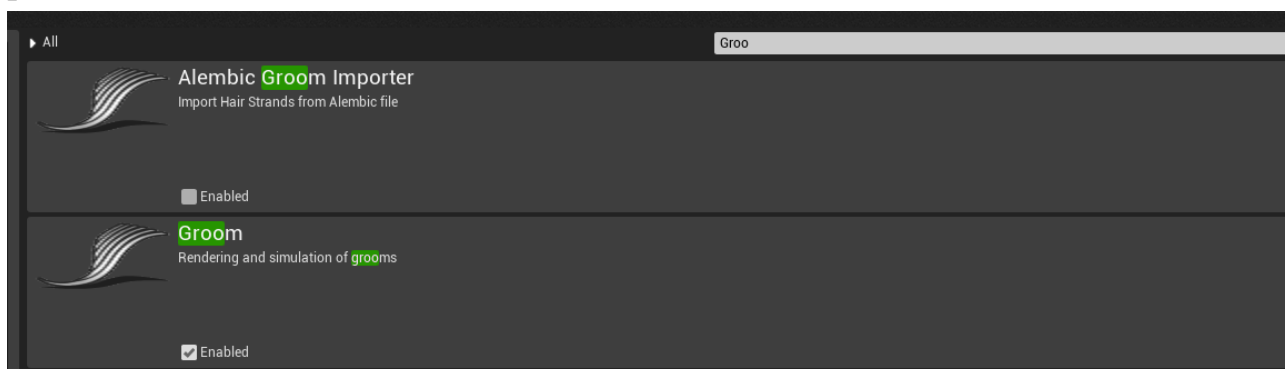 All
Groo
Alembic Groom Importer
Import Hair Strands from Alembic file
Enabled
Groom
Rendering and simulation of grooms
Enabled